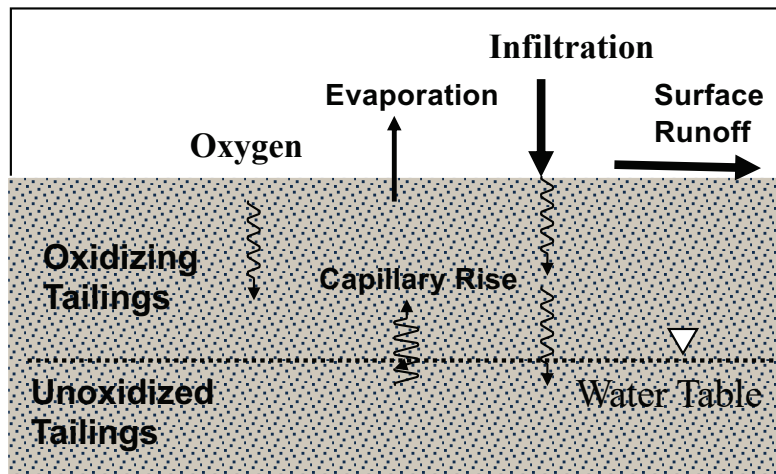 Infiltration
Evaporation
Surface
Runoff
Oxygen
Oxidizing
Tailings
Capillary Rise
Unoxidized
Tailings
Water Table